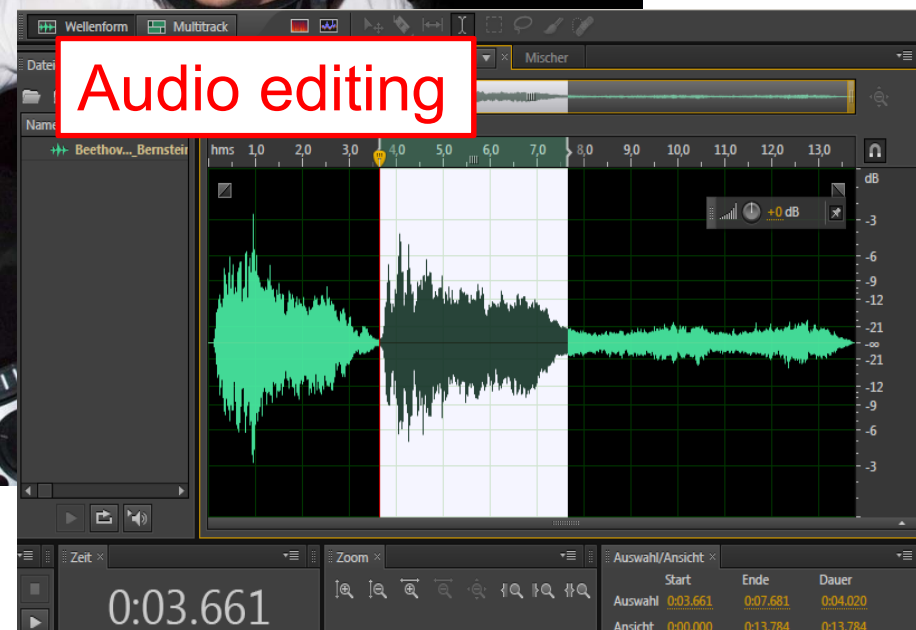 Wellenform Multitrack
Audio editing
Datei
Mischer
Name
Beethov..._Bernstein
hms 1,0 2,0 3,0 4,0 5,0 6,0 7,0 8,0 9,0 10,0 11,0 12,0 13,0
dB
+0 dB
-3
-6
-9
-12
-21
-∞
-21
-12
-9
-6
-3
Zeit
Zoom
Auswahl/Ansicht
0:03.661
Start Ende Dauer
Auswahl 0:03.661 0:07.681 0:04.020
Ansicht 0:00.000 0:13.784 0:13.784